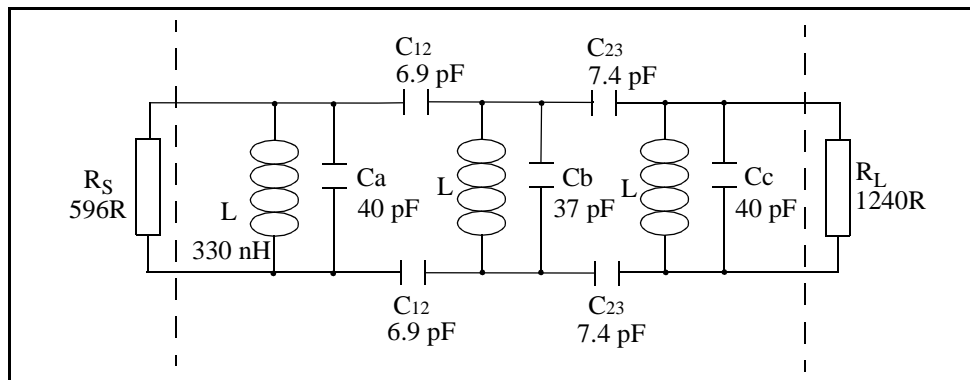 C12
6.9 pF
C23
7.4 pF
RS
596R
L
330 nH
Ca
40 pF
L
Cb
37 pF
L
Cc
40 pF
RL
1240R
C12
6.9 pF
C23
7.4 pF